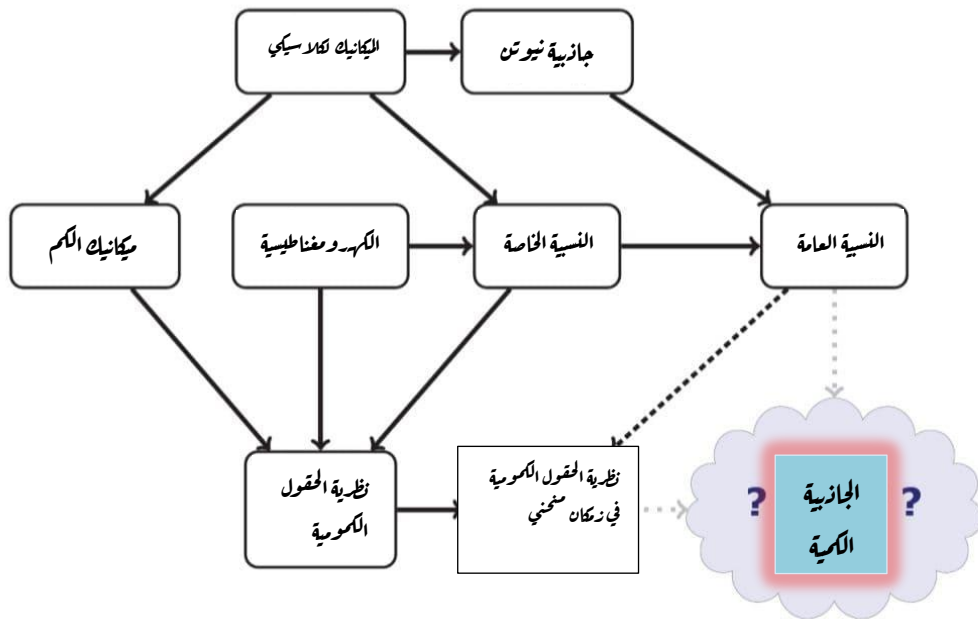 الميكانيك لكلاسيكي
جاذبية نيوتن
ميكانيك الكم
الكهرومغناطيسية
النسبية الخاصة
النسبية العامة
نظرية الحقول
الكمومية
نظرية الحقول الكمومية
في زمكان منحني
?
الجاذبية
الكمية
?